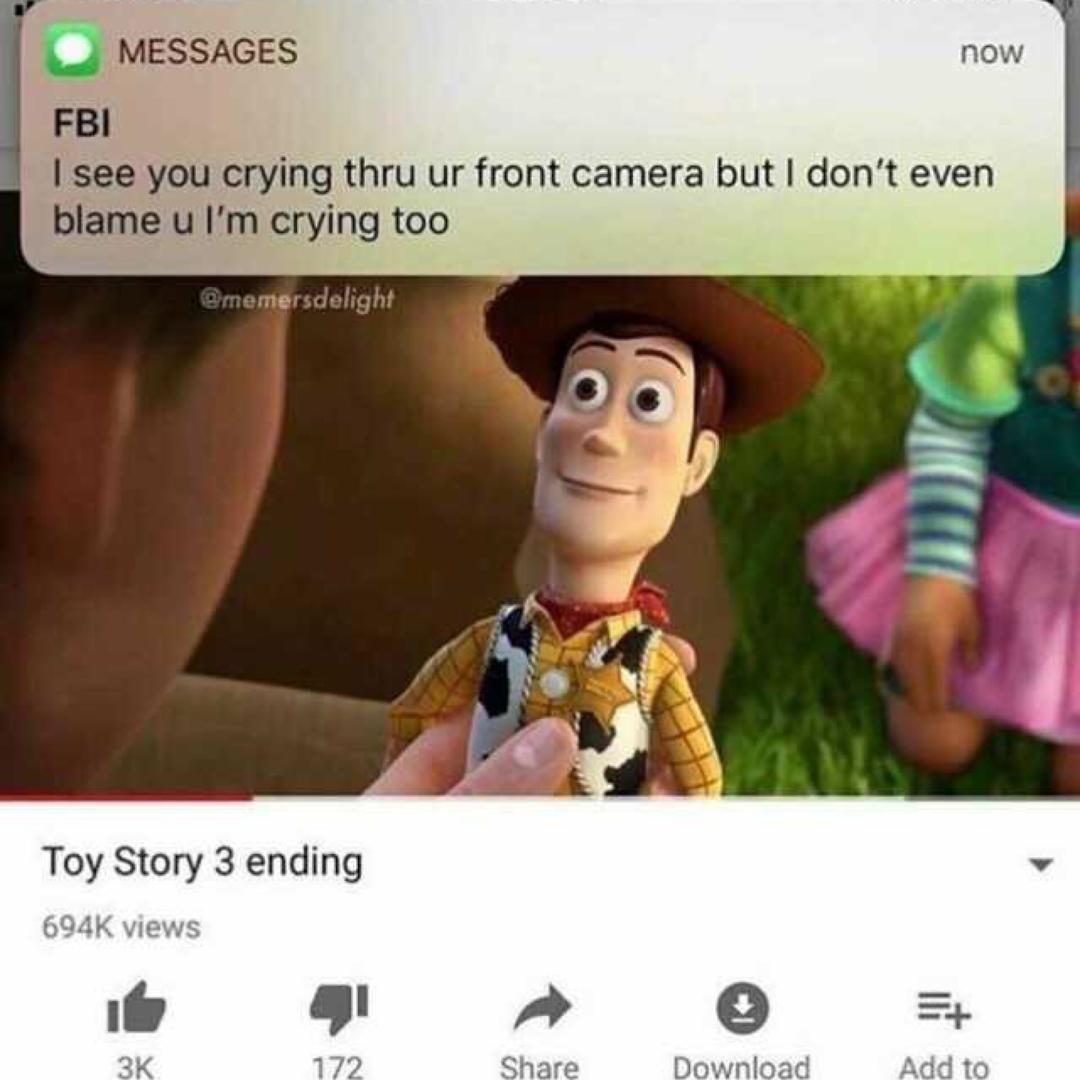 MESSAGES now
FBI
I see you crying thru ur front camera but I don't even
blame u I'm crying too
@memersdelight
Toy Story 3 ending
694K views
3K 172 Share Download Add to